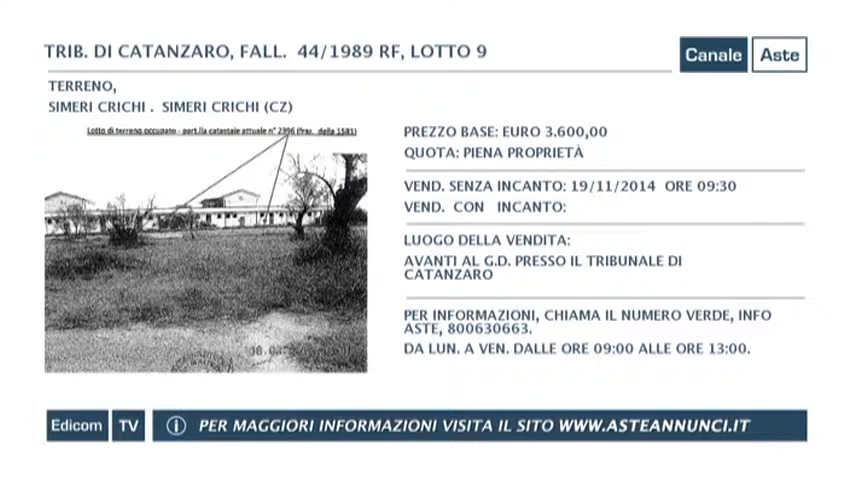 TRIB. DI CATANZARO, FALL. 44/1989 RF, LOTTO 9
Canale Aste
TERRENO,
SIMERI CRICHI . SIMERI CRICHI (CZ)
Lotto di terreno occupato - part.lla catastale attuale n° 2396 (fraz. della 1581)
PREZZO BASE: EURO 3.600,00
QUOTA: PIENA PROPRIETÀ
VEND. SENZA INCANTO: 19/11/2014 ORE 09:30
VEND. CON INCANTO:
LUOGO DELLA VENDITA:
AVANTI AL G.D. PRESSO IL TRIBUNALE DI
CATANZARO
PER INFORMAZIONI, CHIAMA IL NUMERO VERDE, INFO
ASTE, 800630663.
DA LUN. A VEN. DALLE ORE 09:00 ALLE ORE 13:00.
Edicom TV
PER MAGGIORI INFORMAZIONI VISITA IL SITO WWW.ASTEANNUNCI.IT